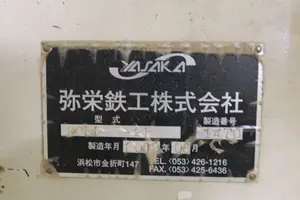 YASAKA
弥栄鉄工株式会社
型式 製造番号
製造年月 年 月
浜松市金折町147 TEL.(053)426-1216
FAX.(053)425-6436